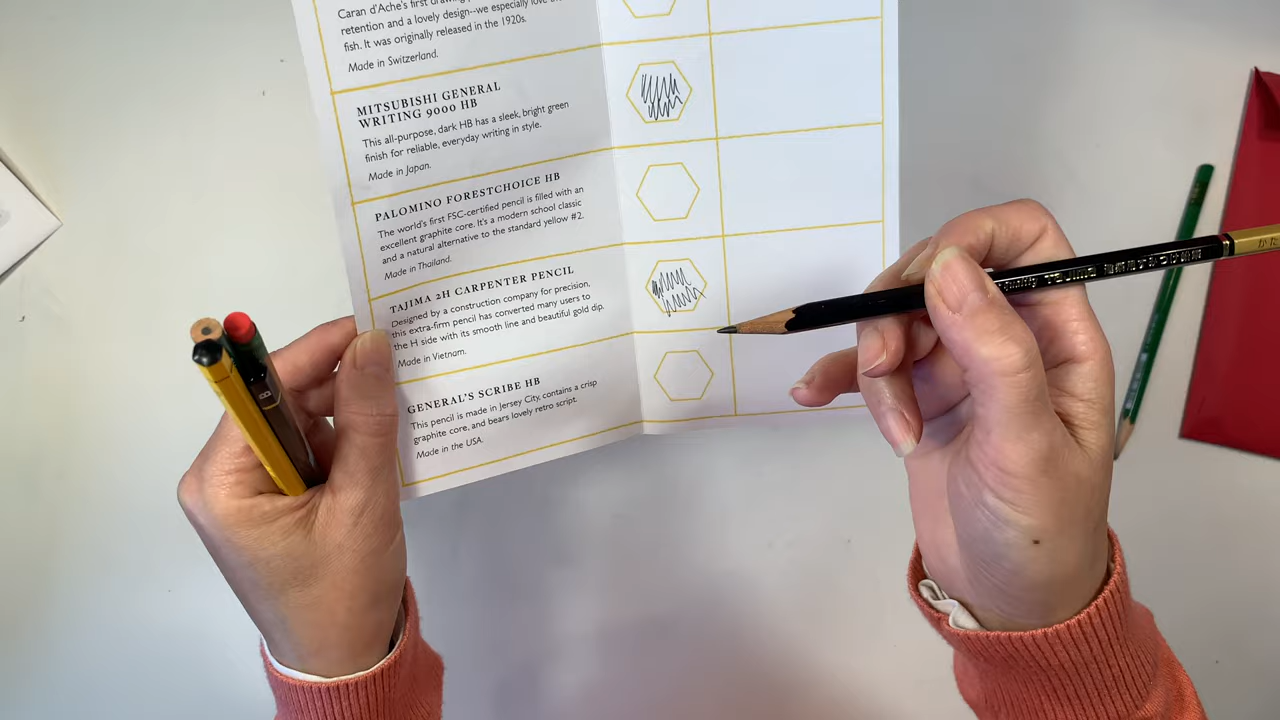 Caran d'Ache's first
retention and a lovely design--we especially love
fish. It was originally released in the 1920s.
Made in Switzerland.
MITSUBISHI GENERAL
WRITING 9000 HB
This all-purpose, dark HB has a sleek, bright green
finish for reliable, everyday writing in style.
Made in Japan.
PALOMINO FORESTCHOICE HB
The world's first FSC-certified pencil is filled with an
excellent graphite core. It's a modern school classic
and a natural alternative to the standard yellow #2.
Made in Thailand.
TAJIMA 2H CARPENTER PENCIL
Designed by a construction company for precision,
this extra-firm pencil has converted many users to
the H side with its smooth line and beautiful gold dip.
Made in Vietnam.
GENERAL'S SCRIBE HB
This pencil is made in Jersey City, contains a crisp
graphite core, and bears lovely retro script.
Made in the USA.
B
Quality TAJIMA